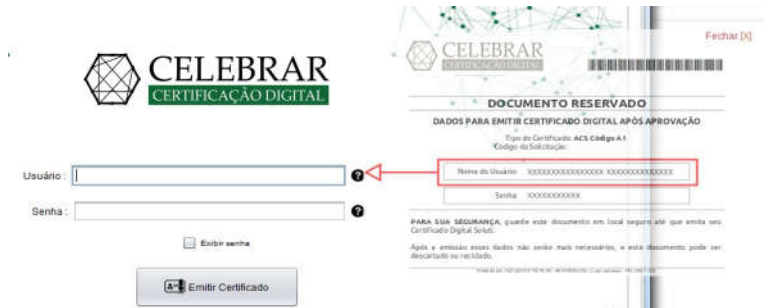 CELEBRAR
CERTIFICAÇÃO DIGITAL
Usuário :
Senha :
Exibir senha
Emitir Certificado
Fechar [X]
CELEBRAR
CERTIFICAÇÃO DIGITAL
DOCUMENTO RESERVADO
DADOS PARA EMITIR CERTIFICADO DIGITAL APÓS APROVAÇÃO
Tipo de Certificado: ACS Código A1
Código da Solicitação:
Nome do Usuário XXXXXXXXXXXXXXXXX XXXXXXXXXXXXXX
Senha XXXXXXXXXXX
PARA SUA SEGURANÇA, guarde este documento em local seguro até que emita seu
Certificado Digital Soluti.
Após a emissão esses dados não serão mais necessários, e este documento pode ser
descartado ou reciclado.